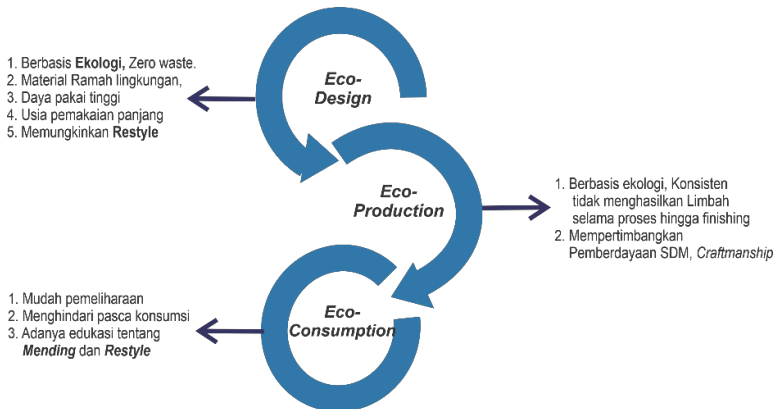 Eco-
Design
1. Berbasis Ekologi, Zero waste.
2. Material Ramah lingkungan,
3. Daya pakai tinggi
4. Usia pemakaian panjang
5. Memungkinkan Restyle
Eco-
Production
1. Berbasis ekologi, Konsisten
tidak menghasilkan Limbah
selama proses hingga finishing
2. Mempertimbangkan
Pemberdayaan SDM, Craftmanship
Eco-
Consumption
1. Mudah pemeliharaan
2. Menghindari pasca konsumsi
3. Adanya edukasi tentang
Mending dan Restyle